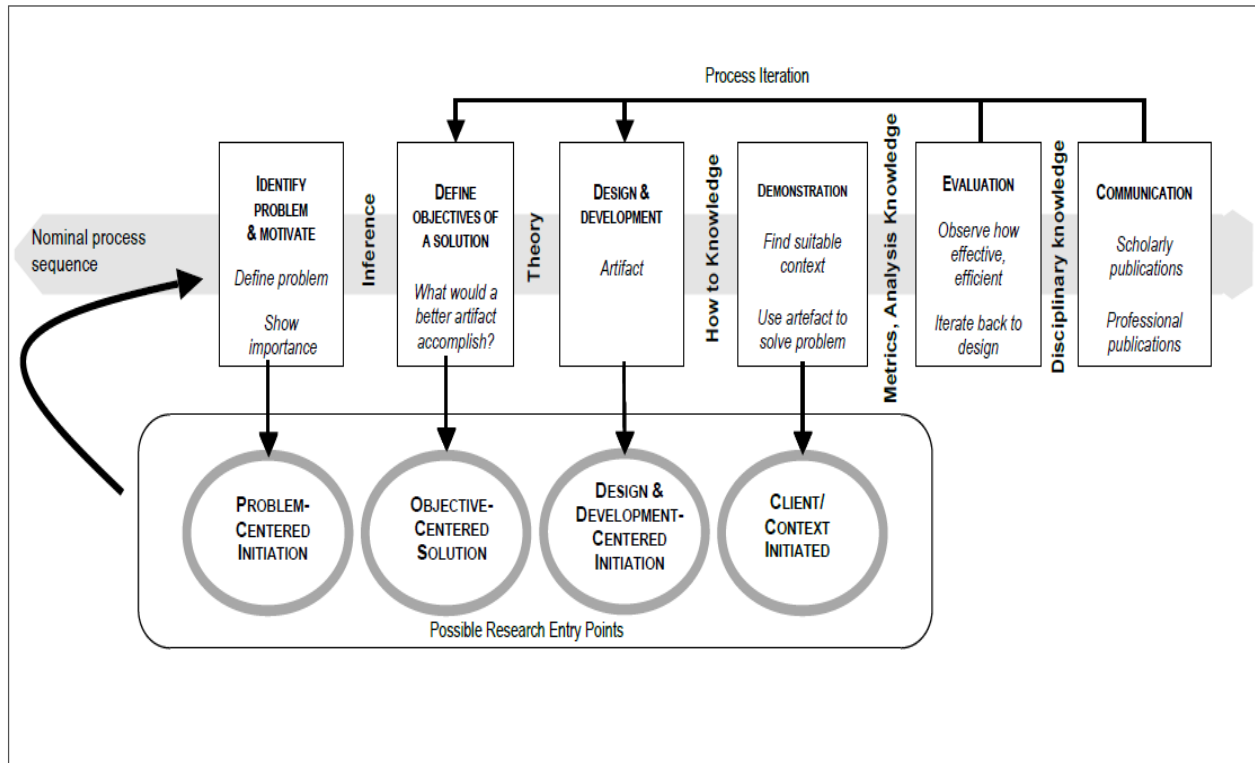 Process Iteration
Nominal process
sequence
IDENTIFY
PROBLEM
& MOTIVATE
Define problem
Show
importance
Inference
DEFINE
OBJECTIVES OF
A SOLUTION
What would a
better artifact
accomplish?
Theory
DESIGN &
DEVELOPMENT
Artifact
How to Knowledge
DEMONSTRATION
Find suitable
context
Use artefact to
solve problem
Metrics, Analysis Knowledge
EVALUATION
Observe how
effective,
efficient
Iterate back to
design
Disciplinary knowledge
COMMUNICATION
Scholarly
publications
Professional
publications
PROBLEM-
CENTERED
INITIATION
OBJECTIVE-
CENTERED
SOLUTION
DESIGN &
DEVELOPMENT-
CENTERED
INITIATION
CLIENT/
CONTEXT
INITIATED
Possible Research Entry Points